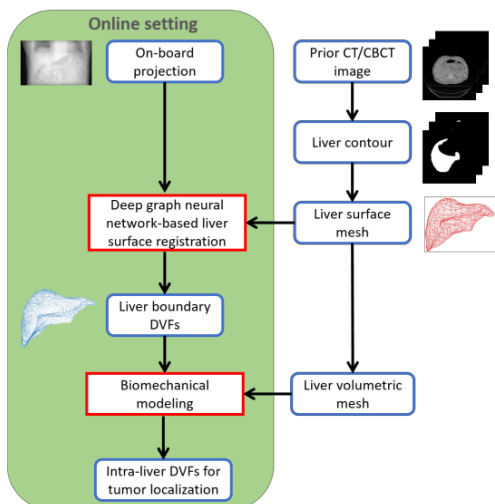 Online setting
On-board
projection
Prior CT/CBCT
image
Liver contour
Deep graph neural
network-based liver
surface registration
Liver surface
mesh
Liver boundary
DVFs
Biomechanical
modeling
Liver volumetric
mesh
Intra-liver DVFs for
tumor localization